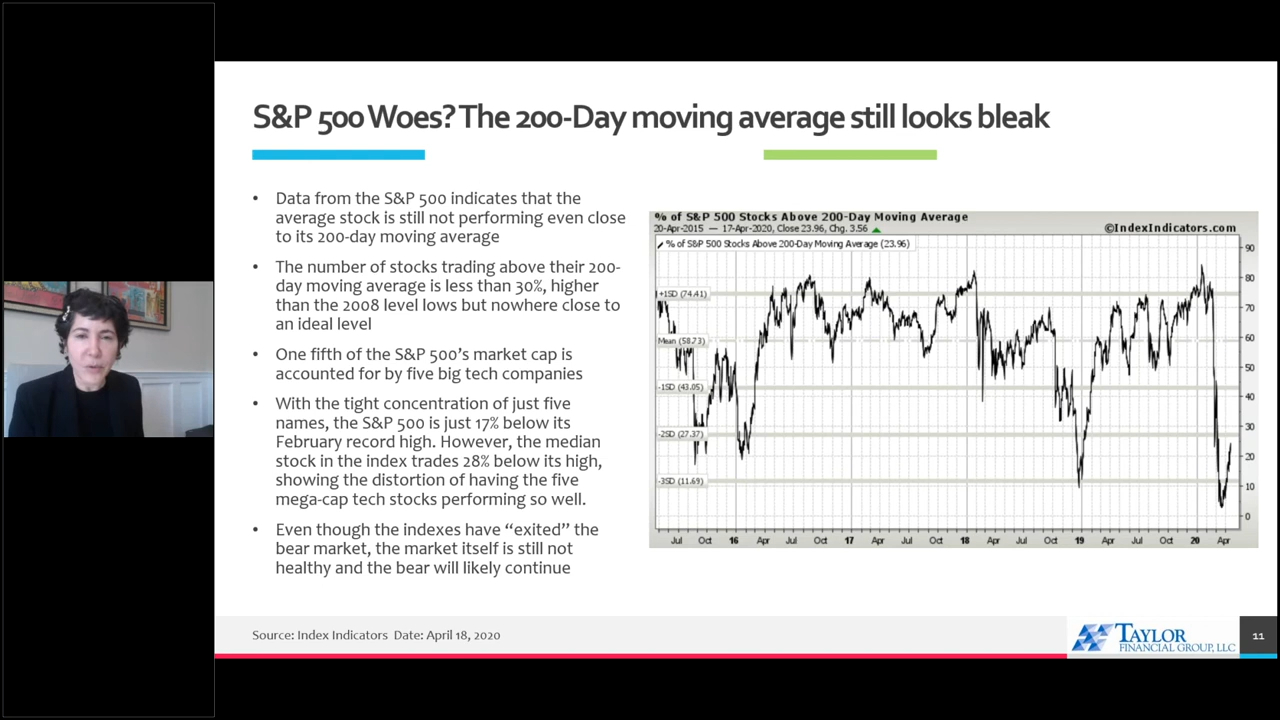 S&P 500 Woes? The 200-Day moving average still looks bleak
• Data from the S&P 500 indicates that the
average stock is still not performing even close
to its 200-day moving average
• The number of stocks trading above their 200-
day moving average is less than 30%, higher
than the 2008 level lows but nowhere close to
an ideal level
• One fifth of the S&P 500's market cap is
accounted for by five big tech companies
• With the tight concentration of just five
names, the S&P 500 is just 17% below its
February record high. However, the median
stock in the index trades 28% below its high,
showing the distortion of having the five
mega-cap tech stocks performing so well.
• Even though the indexes have “exited” the
bear market, the market itself is still not
healthy and the bear will likely continue
% of S&P 500 Stocks Above 200-Day Moving Average
20-Apr-2015 — 17-Apr-2020, Close 23.96, Chg. 3.56
©IndexIndicators.com
% of S&P 500 Stocks Above 200-Day Moving Average (23.96)
90
80
+1SD (74.41)
70
60
Mean (58.73)
50
-1SD (43.05)
40
30
-2SD (27.37)
20
-3SD (11.69)
10
0
Jul Oct 16 Apr Jul Oct 17 Apr Jul Oct 18 Apr Jul Oct 19 Apr Jul Oct 20 Apr
Source: Index Indicators Date: April 18, 2020
TAYLOR
FINANCIAL GROUP, LLC
11